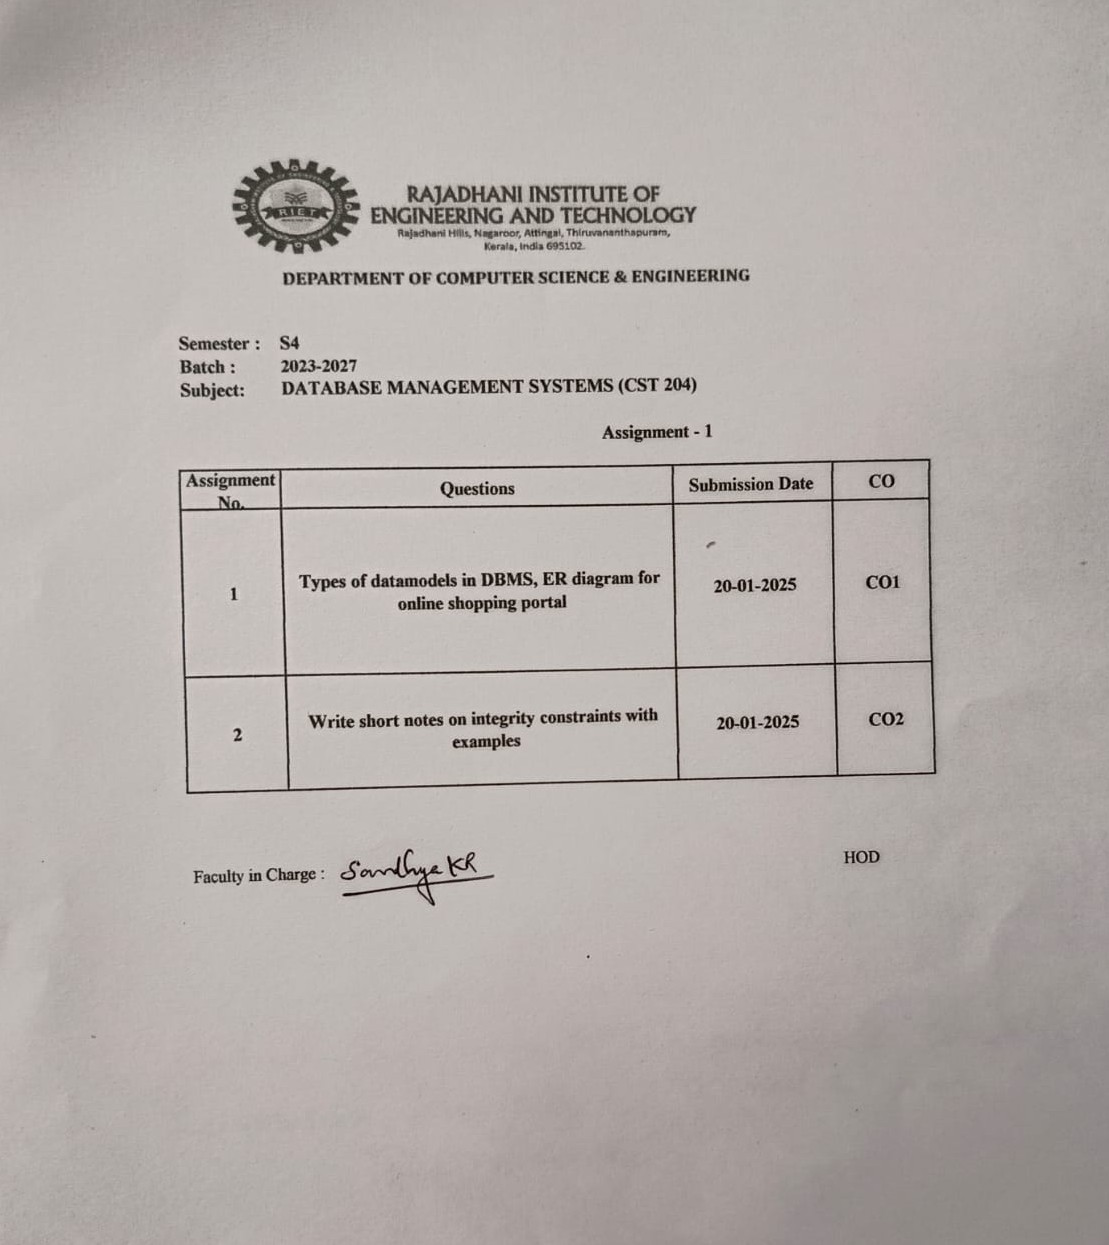 RIET
RAJADHANI INSTITUTE OF
ENGINEERING AND TECHNOLOGY
Rajadhani Hills, Nagaroor, Attingal, Thiruvananthapuram,
Kerala, India 695102.
DEPARTMENT OF COMPUTER SCIENCE & ENGINEERING
Semester : S4
Batch : 2023-2027
Subject: DATABASE MANAGEMENT SYSTEMS (CST 204)
Assignment - 1
Assignment
No.
Questions
Submission Date
CO
1
Types of datamodels in DBMS, ER diagram for
online shopping portal
20-01-2025
CO1
2
Write short notes on integrity constraints with
examples
20-01-2025
CO2
Faculty in Charge : Sandhya KR
HOD